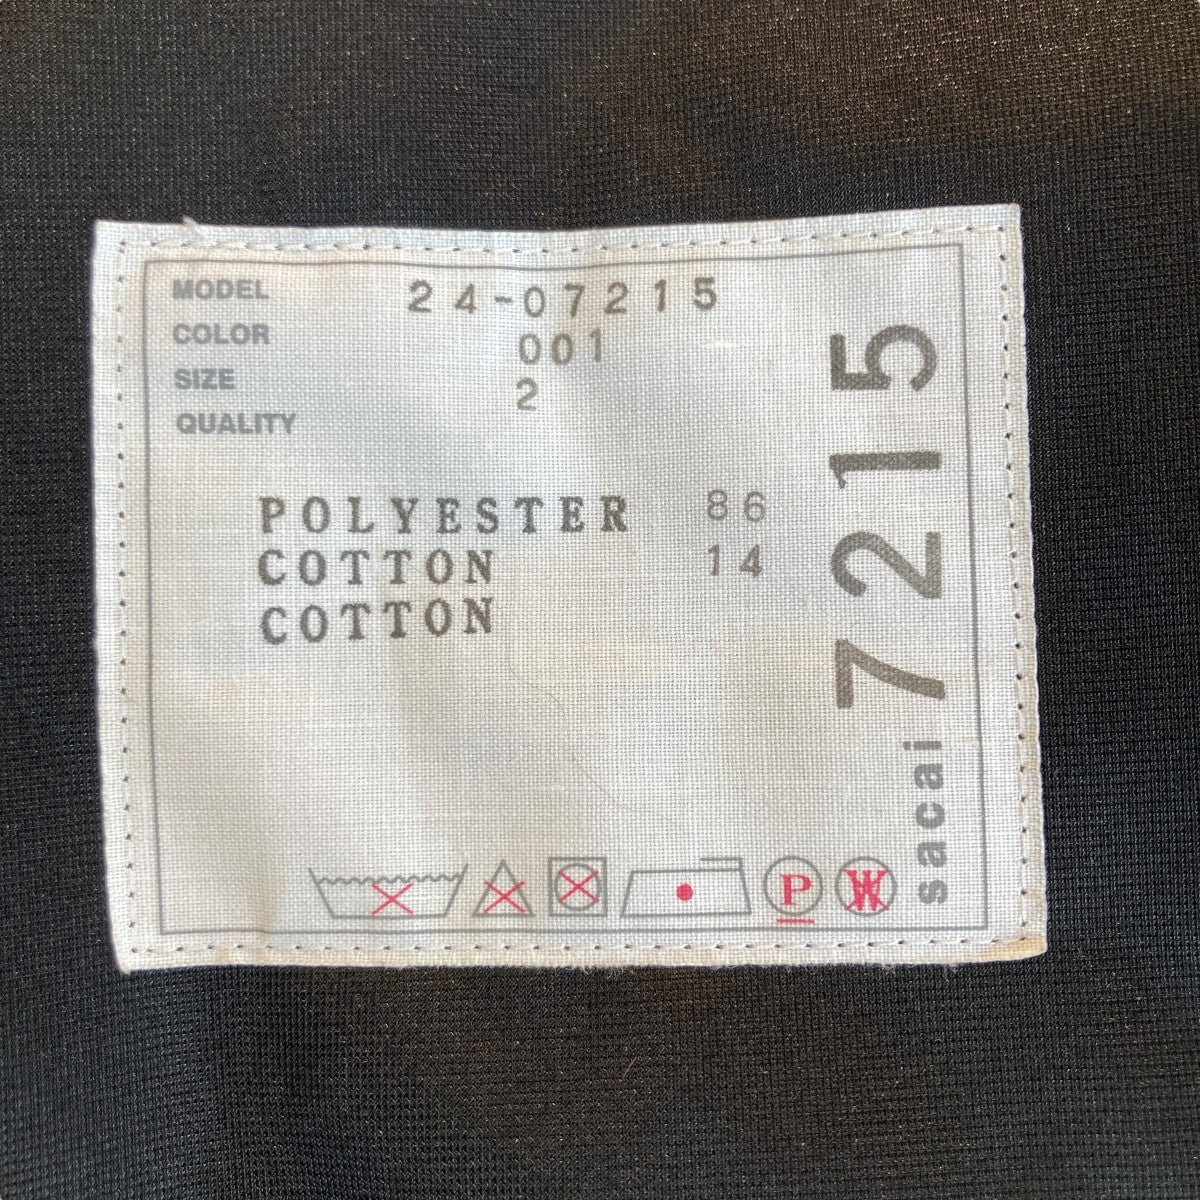 MODEL 24-07215
COLOR 001
SIZE 2
QUALITY
POLYESTER 86
COTTON 14
COTTON
P W
sacai 7215